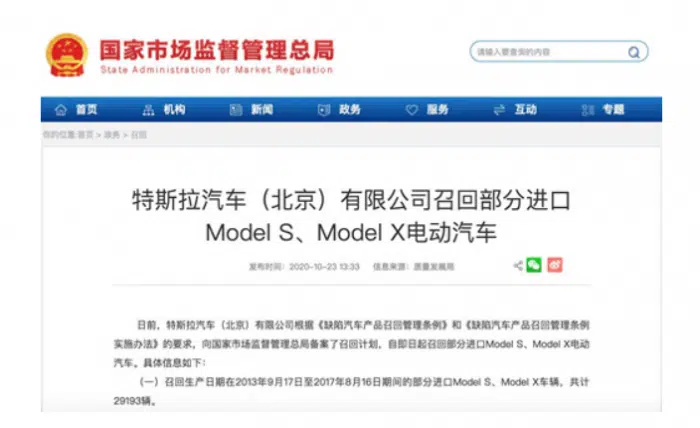 国家市场监督管理总局
State Administration for Market Regulation
请输入要查询的内容
首页 机构 新闻 政务 服务 互动 专题
你的位置:首页 > 政务 > 召回
特斯拉汽车（北京）有限公司召回部分进口
Model S、Model X电动汽车
发布时间：2020-10-23 13:33 信息来源：质量发展局
日前，特斯拉汽车（北京）有限公司根据《缺陷汽车产品召回管理条例》和《缺陷汽车产品召回管理条例
实施办法》的要求，向国家市场监督管理总局备案了召回计划，自即日起召回部分进口Model S、Model X电动
汽车。具体信息如下：
（一）召回生产日期在2013年9月17日至2017年8月16日期间的部分进口Model S、Model X车辆，共计
29193辆。